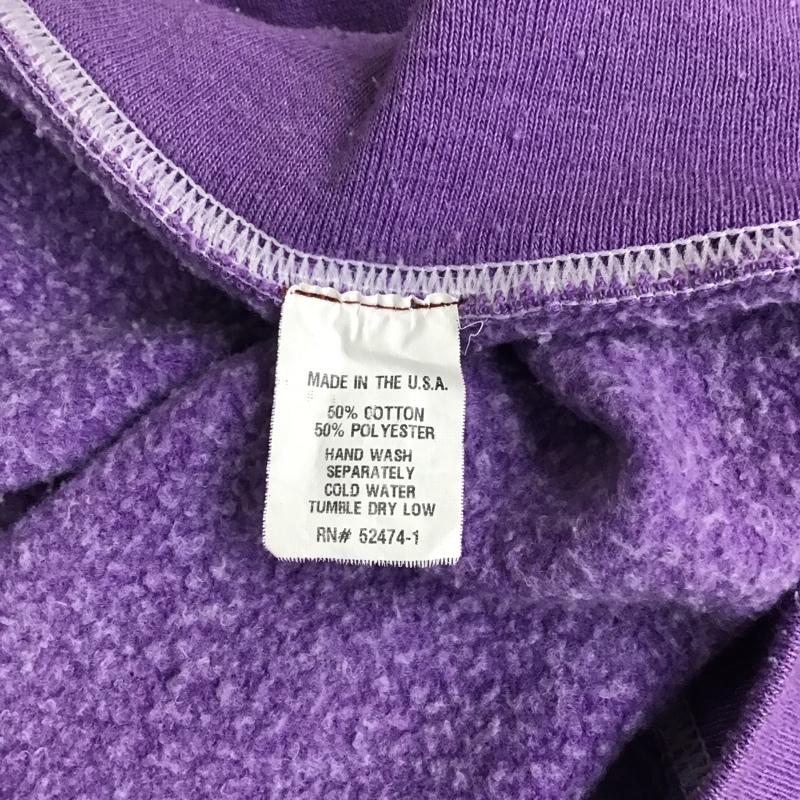 MADE IN THE U.S.A.
50% COTTON
50% POLYESTER
HAND WASH
SEPARATELY
COLD WATER
TUMBLE DRY LOW
RN# 52474-1